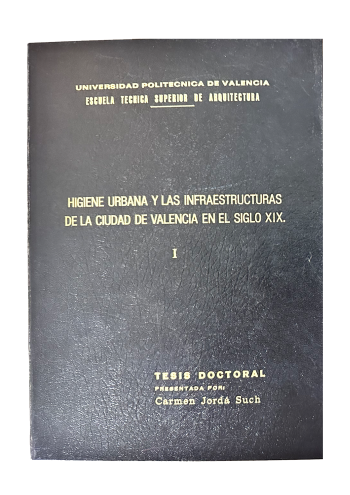 UNIVERSIDAD POLITECNICA DE VALENCIA
ESCUELA TECNICA SUPERIOR DE ARQUITECTURA
HIGIENE URBANA Y LAS INFRAESTRUCTURAS
DE LA CIUDAD DE VALENCIA EN EL SIGLO XIX.
I
TESIS DOCTORAL
PRESENTADA POR:
Carmen Jordá Such